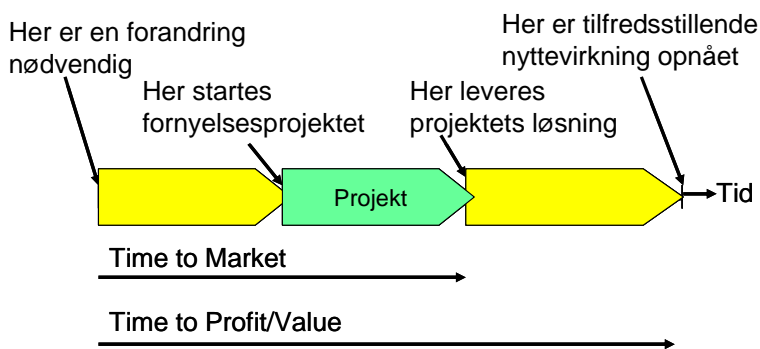 Her er en forandring
nødvendig
Her startes
fornyelsesprojektet
Her leveres
projektets løsning
Her er tilfredsstillende
nyttevirkning opnået
Projekt
Tid
Time to Market
Time to Profit/Value